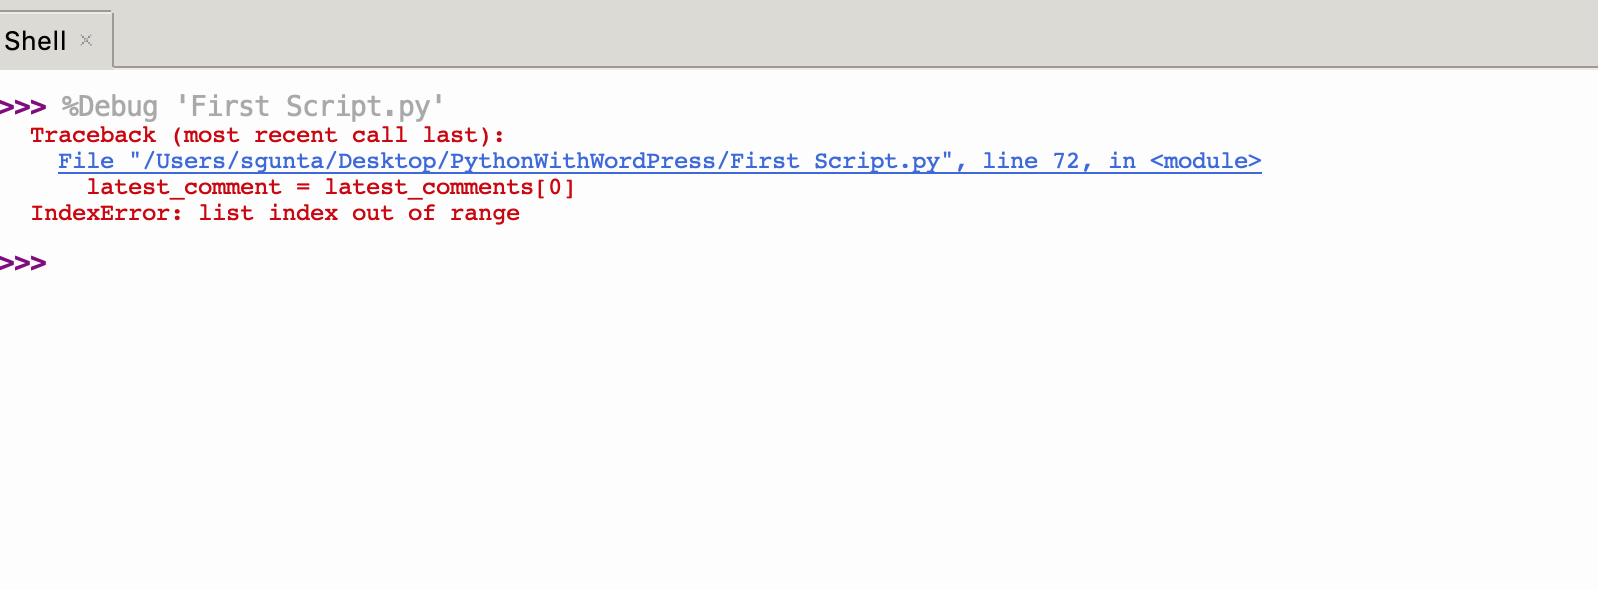 Shell
>>> %Debug 'First Script.py'
Traceback (most recent call last):
File "/Users/sgunta/Desktop/PythonWithWordPress/First Script.py", line 72, in <module>
latest_comment = latest_comments[0]
IndexError: list index out of range
>>>